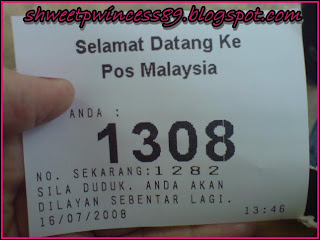 shweetpwincess89.blogspot.com
Selamat Datang Ke
Pos Malaysia
ANDA :
1308
NO. SEKARANG:1282
SILA DUDUK. ANDA AKAN
DILAYAN SEBENTAR LAGI.
16/07/2008 13:46